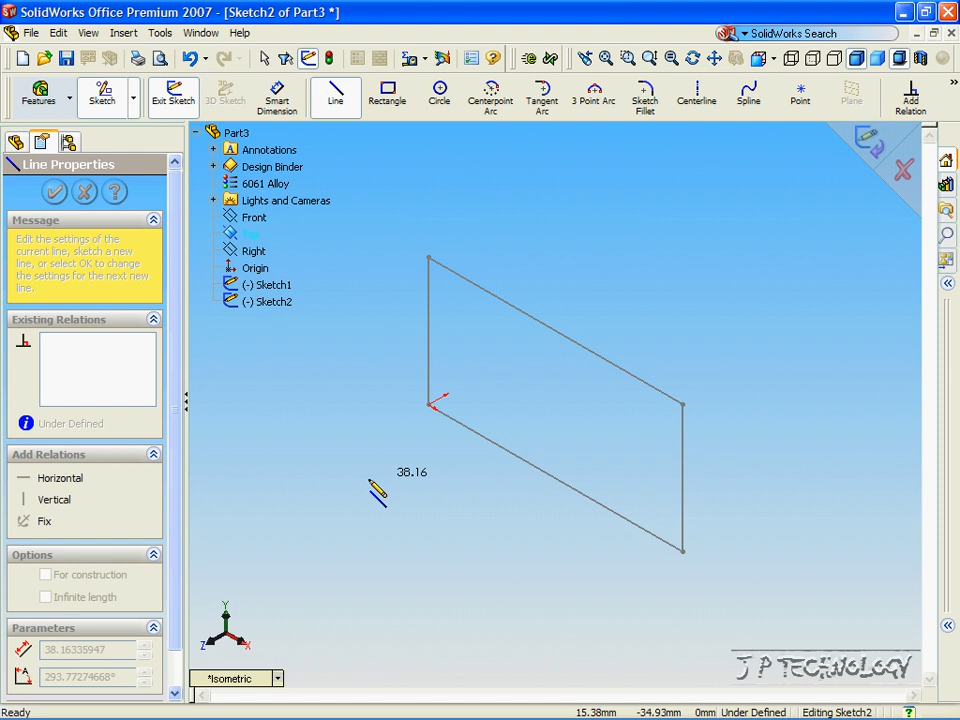 SolidWorks Office Premium 2007 - [Sketch2 of Part3 *]
File Edit View Insert Tools Window Help SolidWorks Search
Features Sketch Exit Sketch 3D Sketch Smart Dimension Line Rectangle Circle Centerpoint Arc Tangent Arc 3 Point Arc Sketch Fillet Centerline Spline Point Plane Add Relation
Line Properties
Message
Edit the settings of the
current line, sketch a new
line, or select OK to change
the settings for the next new
line.
Existing Relations
Under Defined
Add Relations
Horizontal
Vertical
Fix
Options
For construction
Infinite length
Parameters
38.16335947
293.77274668°
Part3
Annotations
Design Binder
6061 Alloy
Lights and Cameras
Front
Top
Right
Origin
(-) Sketch1
(-) Sketch2
38.16
Y
Z
X
*Isometric
J P TECHNOLOGY
Ready 15.38mm -34.93mm 0mm Under Defined Editing Sketch2